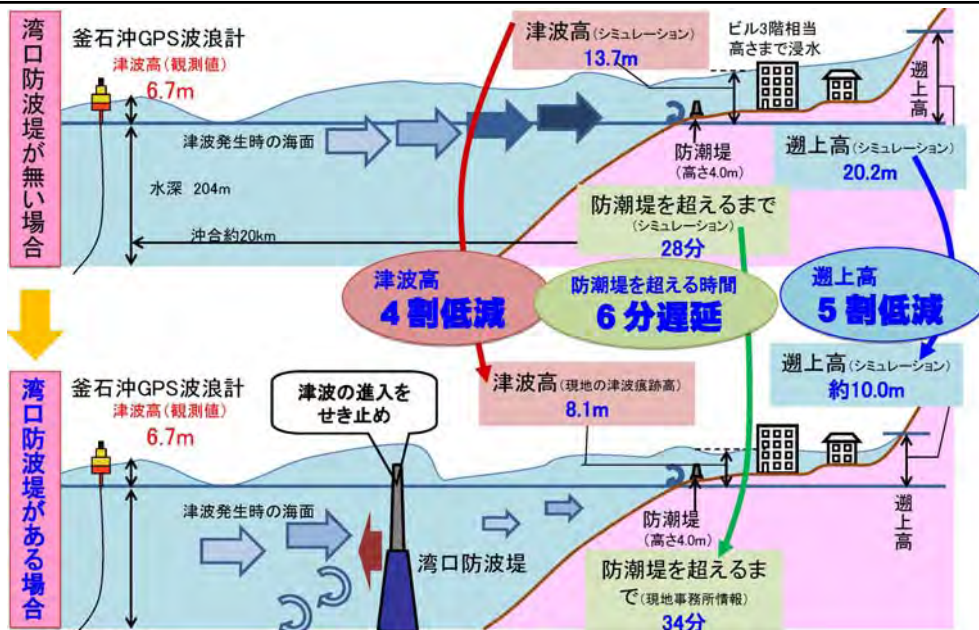 湾口防波堤が無い場合
釜石沖GPS波浪計
津波高(観測値)
6.7m
津波高(シミュレーション)
13.7m
ビル3階相当
高さまで浸水
遡上高
津波発生時の海面
防潮堤
(高さ4.0m)
遡上高(シミュレーション)
20.2m
水深 204m
沖合約20km
防潮堤を超えるまで
(シミュレーション)
28分
津波高
4割低減
防潮堤を超える時間
6分遅延
遡上高
5割低減
湾口防波堤がある場合
釜石沖GPS波浪計
津波高(観測値)
6.7m
津波の進入を
せき止め
津波高(現地の津波痕跡高)
8.1m
遡上高(シミュレーション)
約10.0m
津波発生時の海面
湾口防波堤
防潮堤
(高さ4.0m)
遡上高
防潮堤を超えるま
で(現地事務所情報)
34分